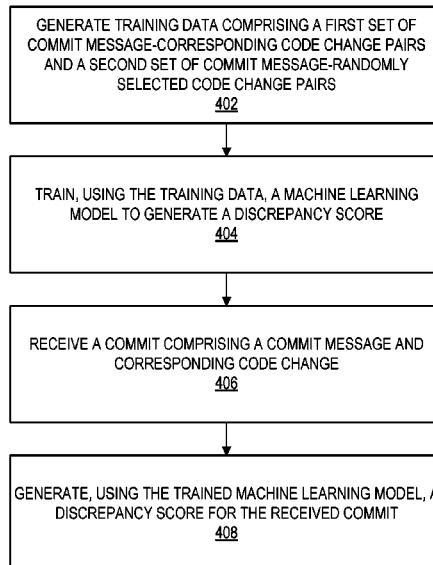 GENERATE TRAINING DATA COMPRISING A FIRST SET OF
COMMIT MESSAGE-CORRESPONDING CODE CHANGE PAIRS
AND A SECOND SET OF COMMIT MESSAGE-RANDOMLY
SELECTED CODE CHANGE PAIRS
402
TRAIN, USING THE TRAINING DATA, A MACHINE LEARNING
MODEL TO GENERATE A DISCREPANCY SCORE
404
RECEIVE A COMMIT COMPRISING A COMMIT MESSAGE AND
CORRESPONDING CODE CHANGE
406
GENERATE, USING THE TRAINED MACHINE LEARNING MODEL, A
DISCREPANCY SCORE FOR THE RECEIVED COMMIT
408